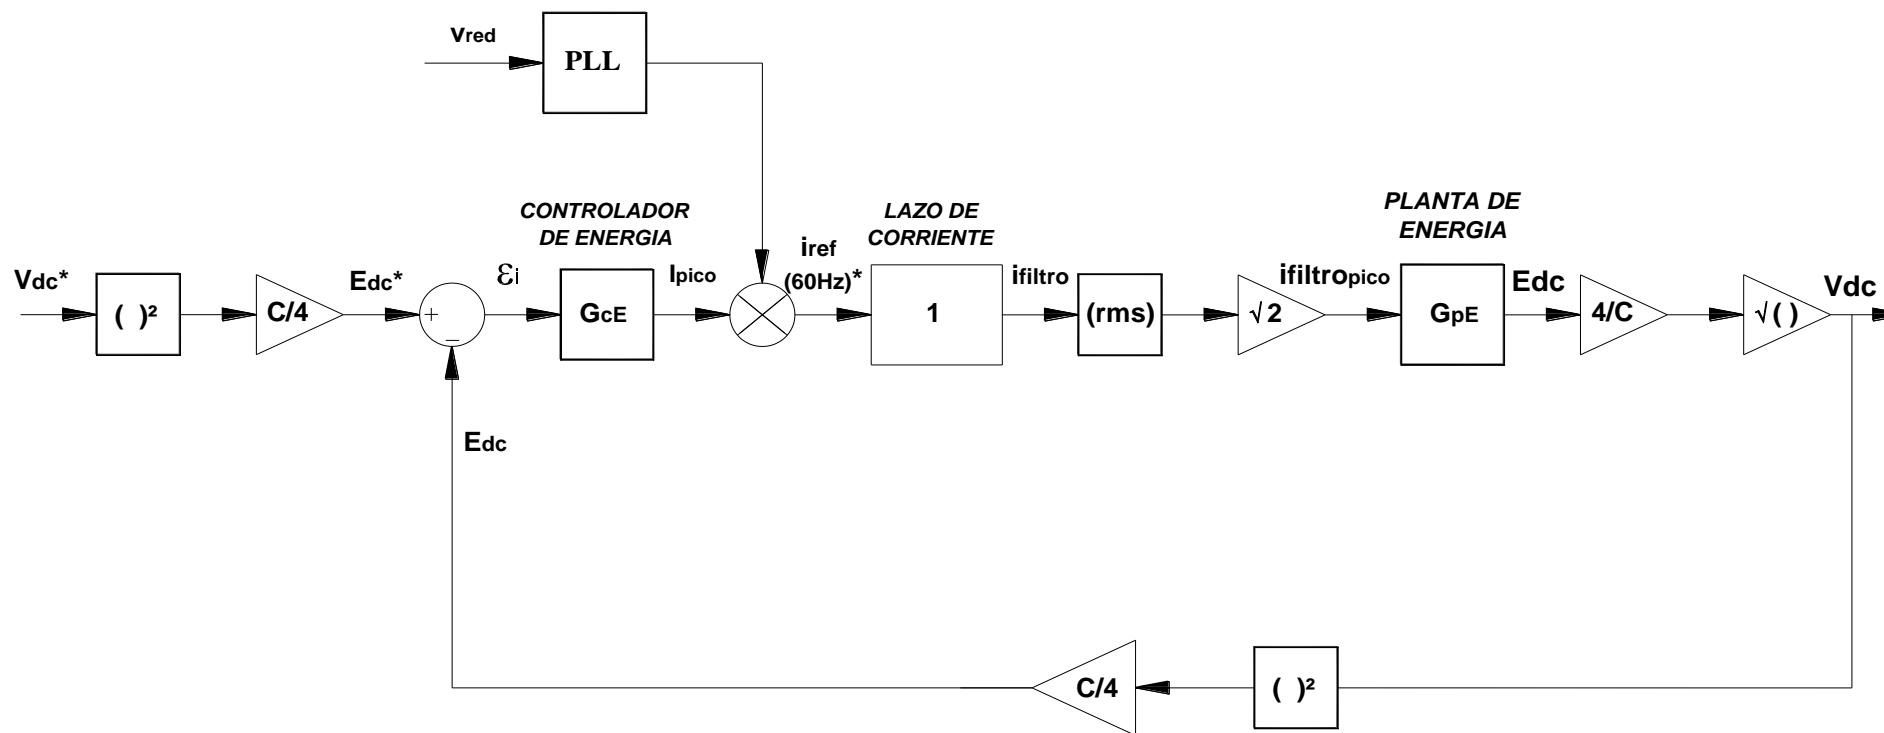 vred
PLL
CONTROLADOR
DE ENERGIA
LAZO DE
CORRIENTE
PLANTA DE
ENERGIA
Vdc*
( )²
C/4
Edc*
+
−
εi
GcE
Ipico
iref
(60Hz)*
1
ifiltro
(rms)
√2
ifiltropico
GpE
Edc
4/C
√( )
Vdc
Edc
C/4
( )²